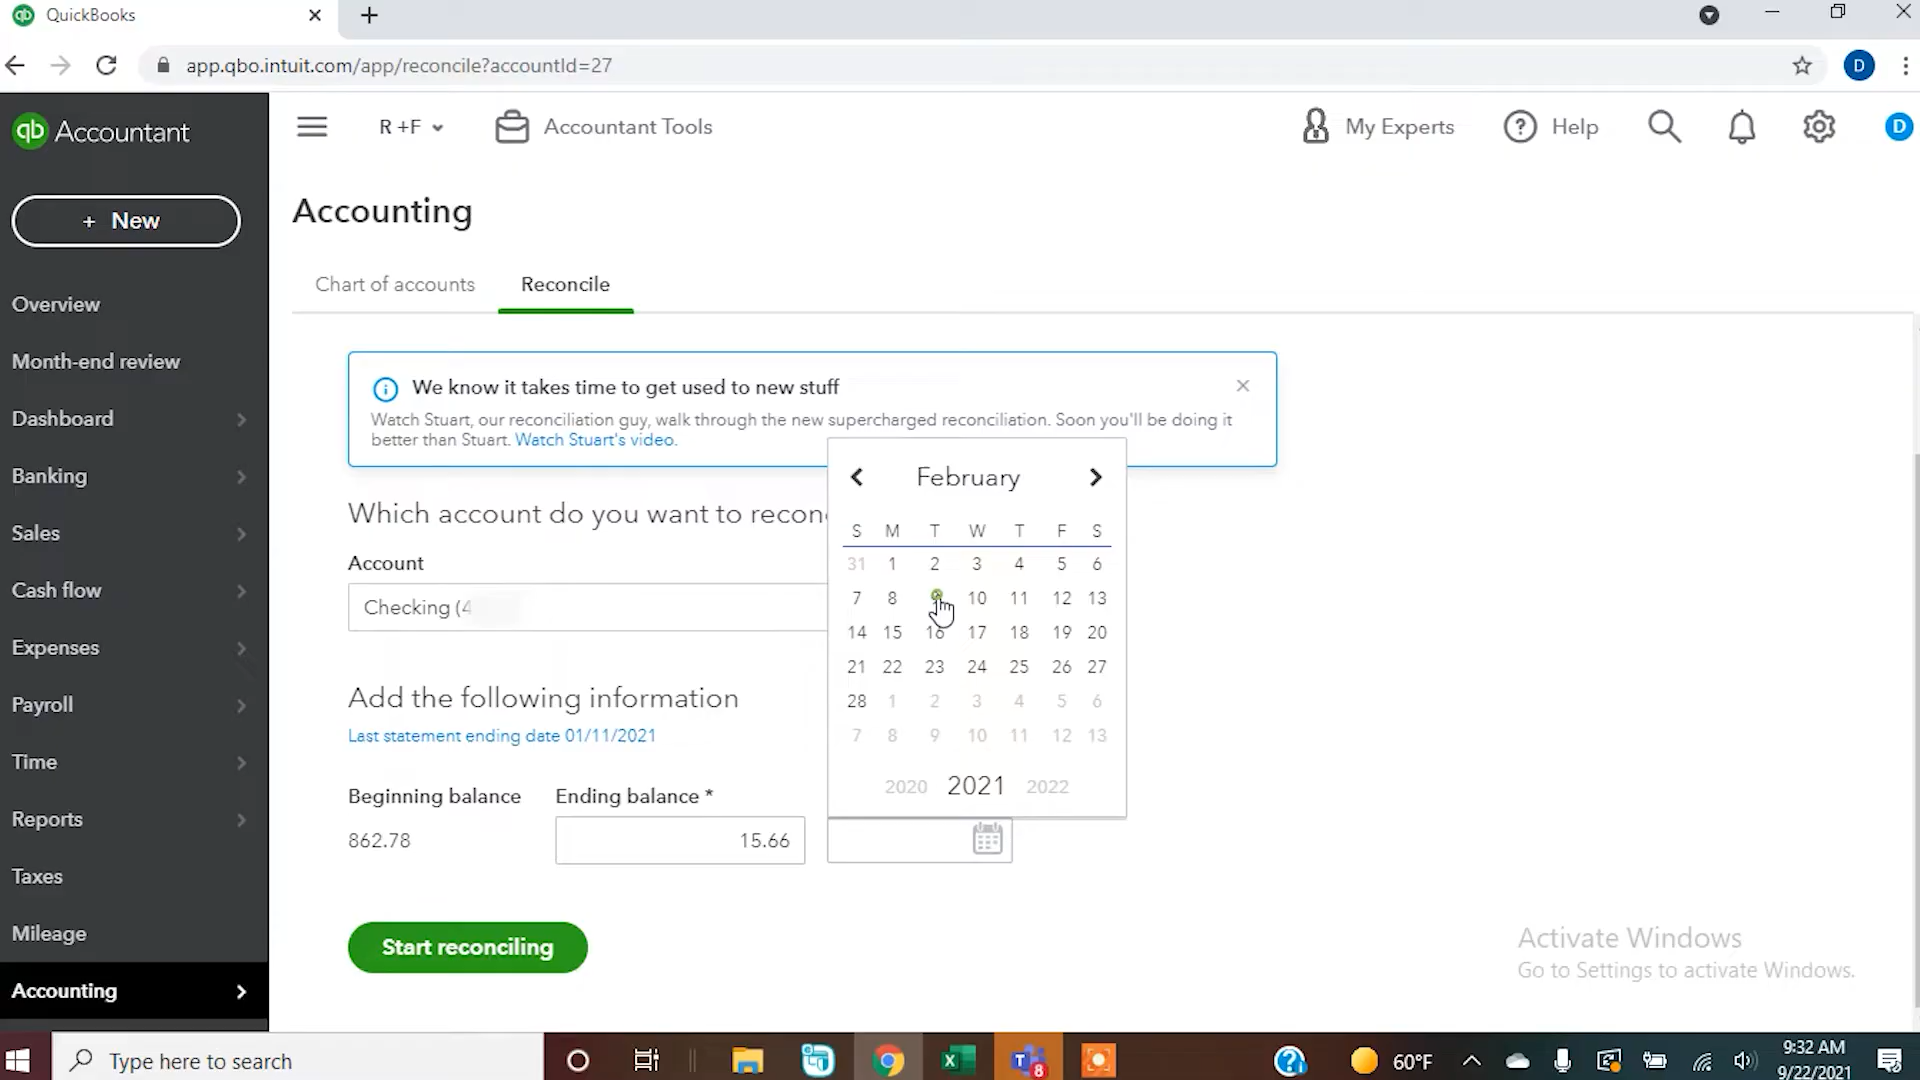 QuickBooks
app.qbo.intuit.com/app/reconcile?accountId=27
D
qb Accountant
R +F
Accountant Tools
My Experts
Help
D
+ New
Overview
Month-end review
Dashboard
Banking
Sales
Cash flow
Expenses
Payroll
Time
Reports
Taxes
Mileage
Accounting
Accounting
Chart of accounts
Reconcile
We know it takes time to get used to new stuff
Watch Stuart, our reconciliation guy, walk through the new supercharged reconciliation. Soon you'll be doing it
better than Stuart. Watch Stuart's video.
Which account do you want to recon
Account
Checking (4
Add the following information
Last statement ending date 01/11/2021
Beginning balance
862.78
Ending balance *
15.66
February
S M T W T F S
31 1 2 3 4 5 6
7 8 10 11 12 13
14 15 16 17 18 19 20
21 22 23 24 25 26 27
28 1 2 3 4 5 6
7 8 9 10 11 12 13
2020 2021 2022
Start reconciling
Activate Windows
Go to Settings to activate Windows.
Type here to search
8
60°F
9:32 AM
9/22/2021